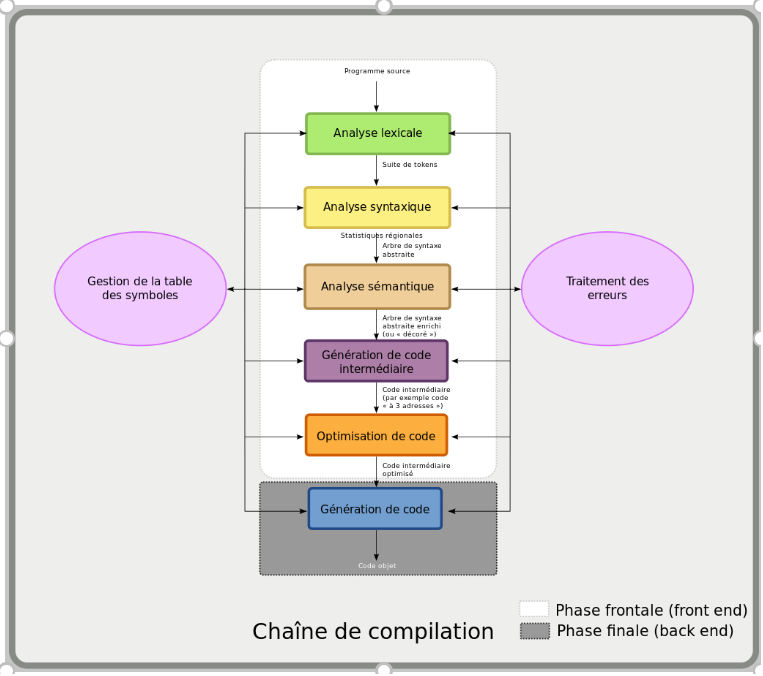 Programme source
Analyse lexicale
Suite de tokens
Analyse syntaxique
Statistiques régionales
Arbre de syntaxe
abstraite
Gestion de la table
des symboles
Analyse sémantique
Traitement des
erreurs
Arbre de syntaxe
abstraite enrichi
(ou « décoré »)
Génération de code
intermédiaire
Code intermédiaire
(par exemple code
« à 3 adresses »)
Optimisation de code
Code intermédiaire
optimisé
Génération de code
Code objet
Chaîne de compilation
Phase frontale (front end)
Phase finale (back end)